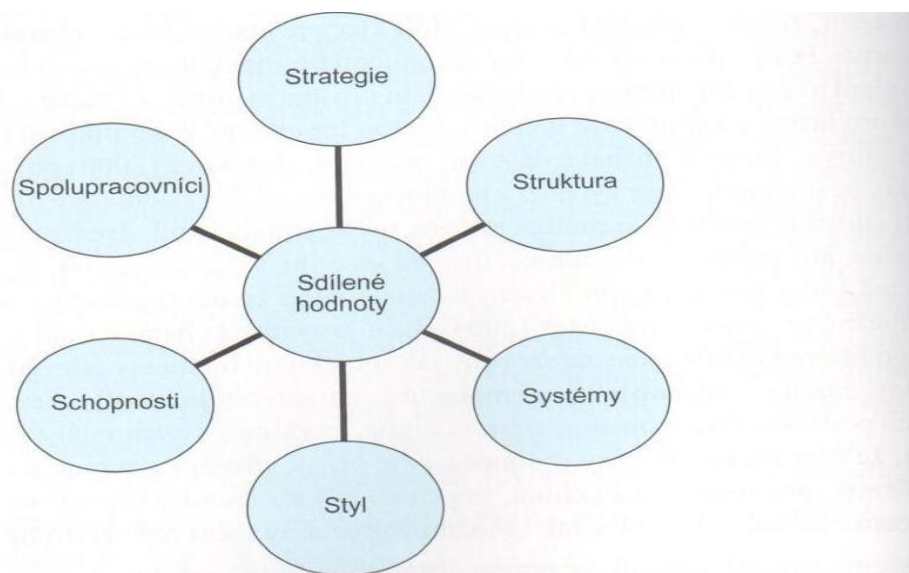 Strategie
Spolupracovníci
Struktura
Sdílené
hodnoty
Schopnosti
Systémy
Styl